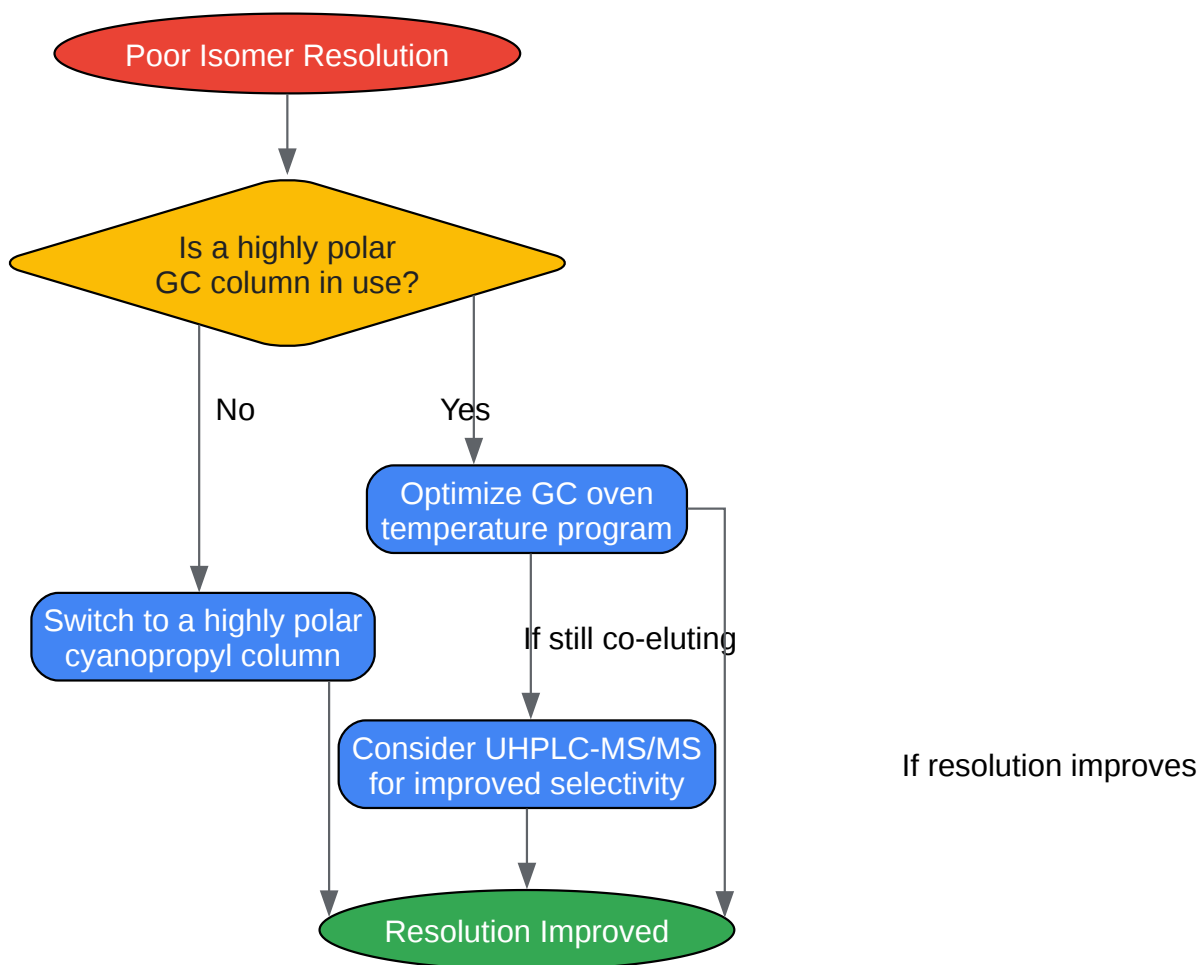 Poor Isomer Resolution
Is a highly polar
GC column in use?
No
Yes
Optimize GC oven
temperature program
Switch to a highly polar
cyanopropyl column
If still co-eluting
Consider UHPLC-MS/MS
for improved selectivity
If resolution improves
Resolution Improved